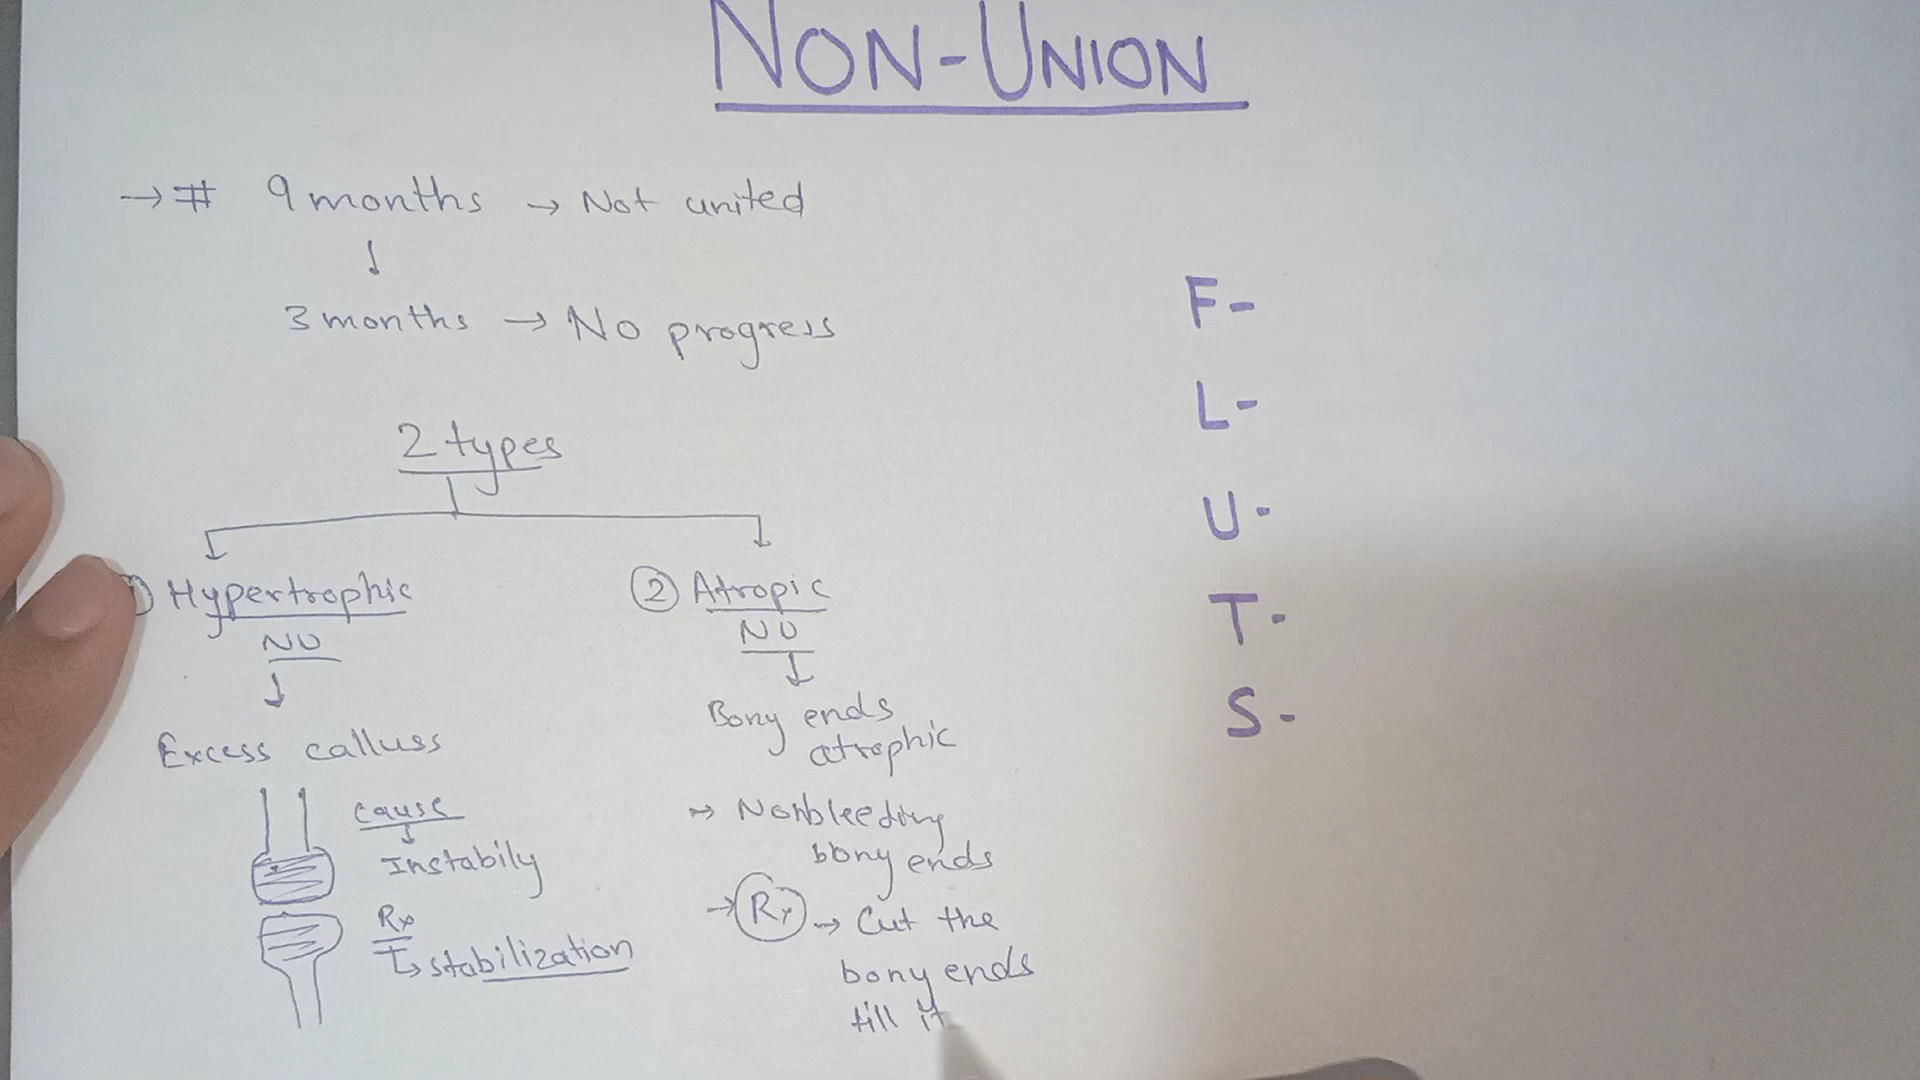 NON-UNION
→ # 9 months → Not united
↓
3 months → No progress
2 types
① Hypertrophic
NU
↓
Excess calluss
cause
↓
Instabily
Rx
↳ stabilization
② Atropic
NU
↓
Bony ends
atrophic
→ Nonbleeding
bony ends
→ Rx → Cut the
bony ends
till it
F-
L-
U-
T-
S-